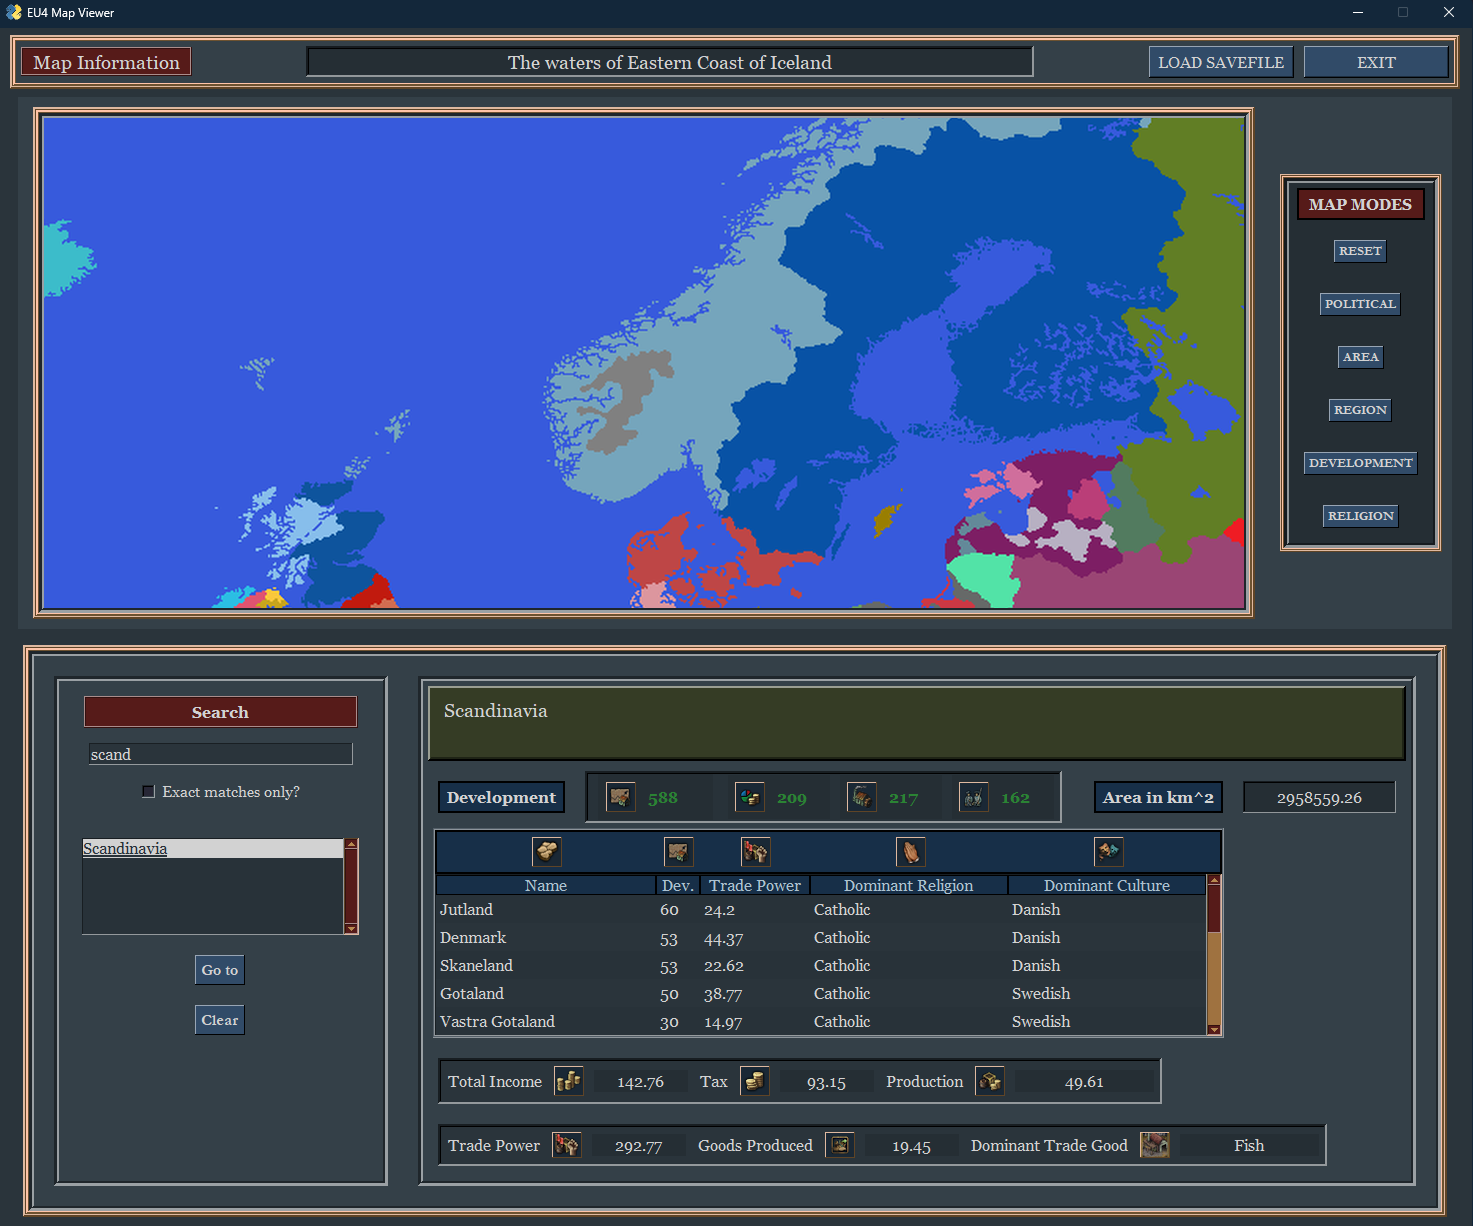 EU4 Map Viewer
Map Information
The waters of Eastern Coast of Iceland
LOAD SAVEFILE
EXIT
MAP MODES
RESET
POLITICAL
AREA
REGION
DEVELOPMENT
RELIGION
Search
scand
Exact matches only?
Scandinavia
Go to
Clear
Scandinavia
Development 588 209 217 162 Area in km^2 2958559.26
Name Dev. Trade Power Dominant Religion Dominant Culture
Jutland 60 24.2 Catholic Danish
Denmark 53 44.37 Catholic Danish
Skaneland 53 22.62 Catholic Danish
Gotaland 50 38.77 Catholic Swedish
Vastra Gotaland 30 14.97 Catholic Swedish
Total Income 142.76 Tax 93.15 Production 49.61
Trade Power 292.77 Goods Produced 19.45 Dominant Trade Good Fish